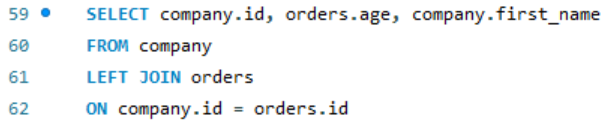 59 SELECT company.id, orders.age, company.first_name
60 FROM company
61 LEFT JOIN orders
62 ON company.id = orders.id